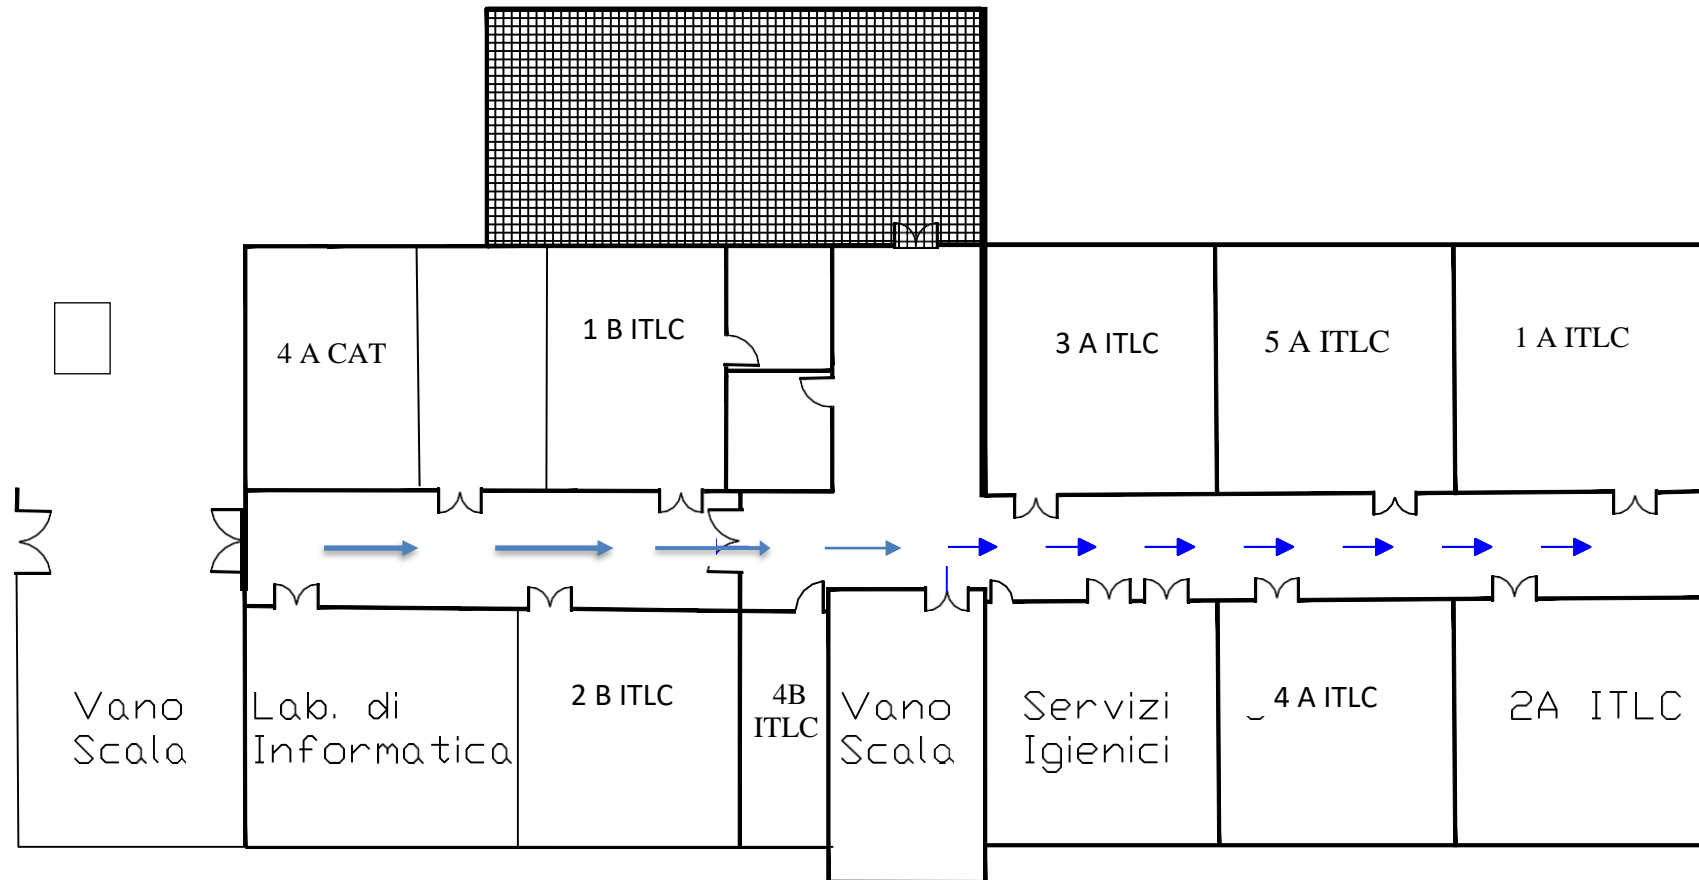 4 A CAT
1 B ITLC
3 A ITLC
5 A ITLC
1 A ITLC
Vano
Scala
Lab. di
Informatica
2 B ITLC
4B
ITLC
Vano
Scala
Servizi
Igienici
4 A ITLC
2A ITLC